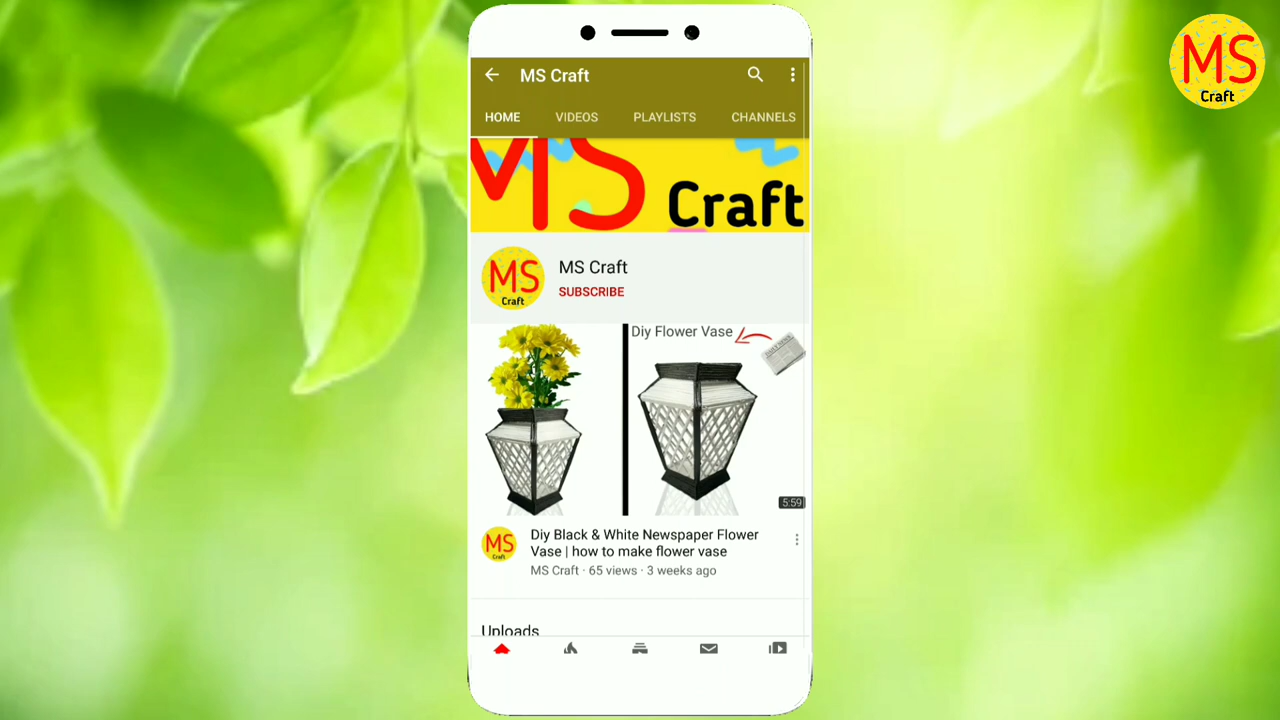 MS
Craft
MS Craft
HOME VIDEOS PLAYLISTS CHANNELS
MS
Craft
MS
Craft
MS Craft
SUBSCRIBE
Diy Flower Vase
5:59
MS
Craft
Diy Black & White Newspaper Flower
Vase | how to make flower vase
MS Craft · 65 views · 3 weeks ago
Uploads